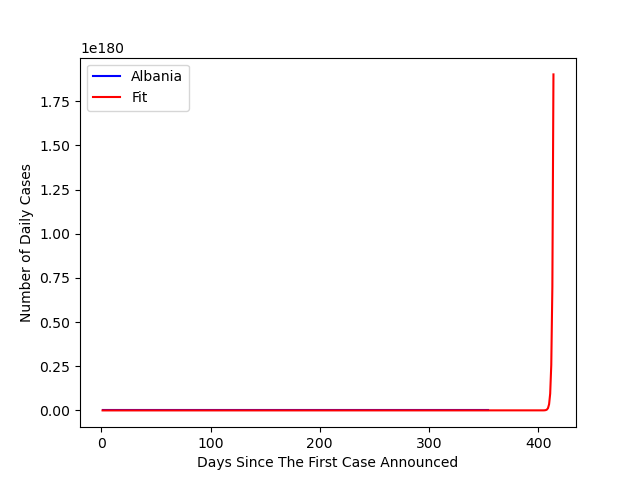 1e180
Albania
Fit
1.75
1.50
1.25
1.00
0.75
0.50
0.25
0.00
Number of Daily Cases
0 100 200 300 400
Days Since The First Case Announced